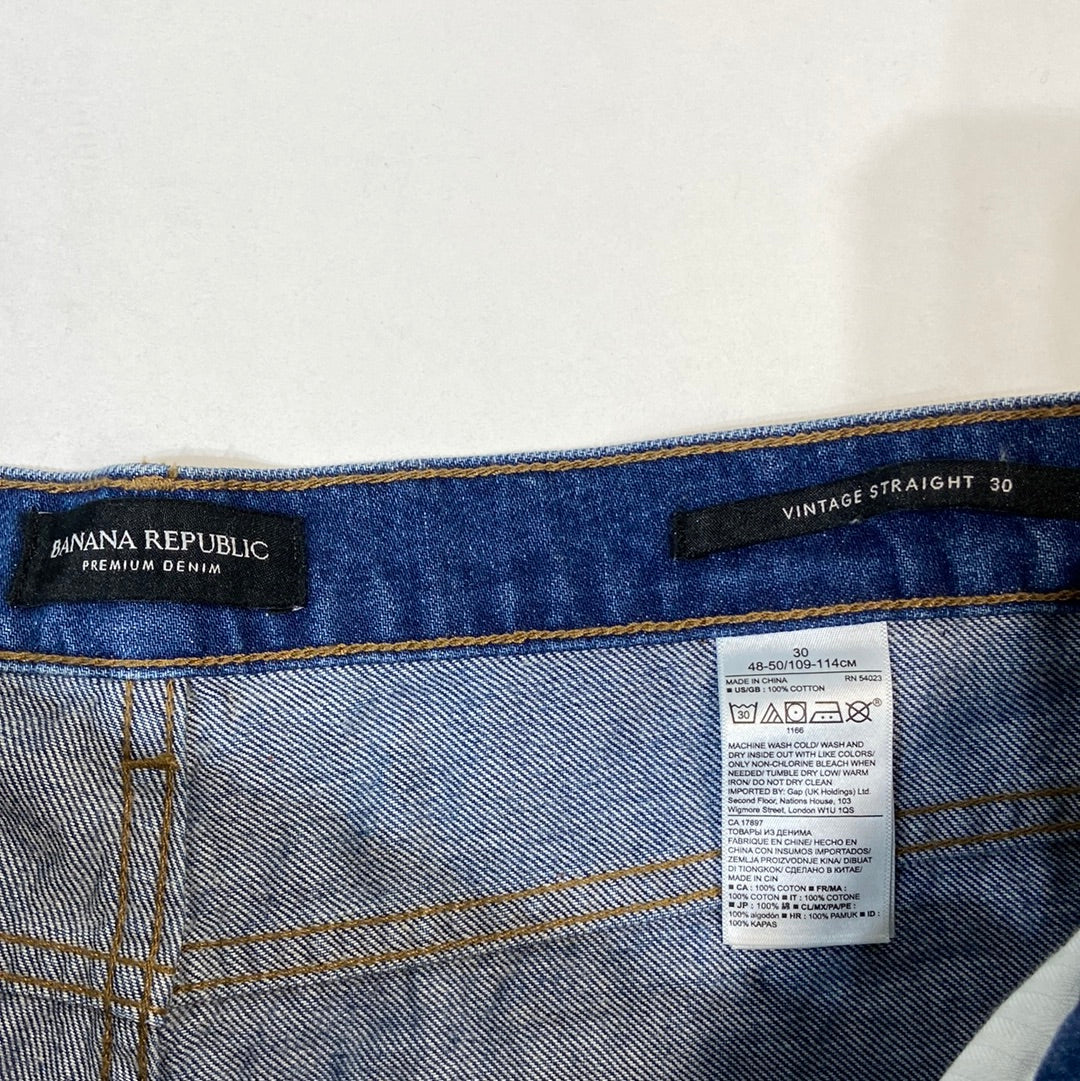 BANANA REPUBLIC
PREMIUM DENIM
VINTAGE STRAIGHT 30
30
48-50/109-114CM
MADE IN CHINA RN 54023
■ US/GB : 100% COTTON
30
®
1166
MACHINE WASH COLD/ WASH AND
DRY INSIDE OUT WITH LIKE COLORS/
ONLY NON-CHLORINE BLEACH WHEN
NEEDED/ TUMBLE DRY LOW/ WARM
IRON/ DO NOT DRY CLEAN
IMPORTED BY: Gap (UK Holdings) Ltd.
Second Floor, Nations House, 103
Wigmore Street, London W1U 1QS
CA 17897
ТОВАРЫ ИЗ ДЕНИМА
FABRIQUE EN CHINE/ HECHO EN
CHINA CON INSUMOS IMPORTADOS/
ZEMLJA PROIZVODNJE KINA/ DIBUAT
DI TIONGKOK/ СДЕЛАНО В КИТАЕ/
MADE IN CIN
■ CA : 100% COTON ■ FR/MA :
100% COTON ■ IT : 100% COTONE
■ JP : 100% 綿 ■ CL/MX/PA/PE :
100% algodón ■ HR : 100% PAMUK ■ ID :
100% KAPAS